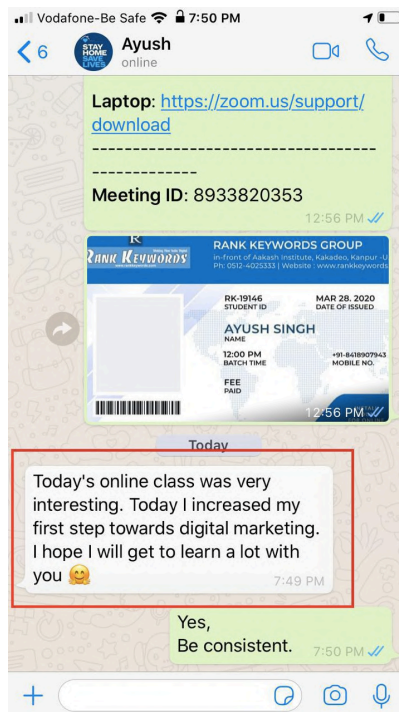 Vodafone-Be Safe 7:50 PM
6
STAY HOME SAVE LIVES
Ayush
online
Laptop: https://zoom.us/support/
download
-----------------------------------
-------------
Meeting ID: 8933820353
12:56 PM
RANK KEYWORDS
RANK KEYWORDS GROUP
in-front of Aakash Institute, Kakadeo, Kanpur -U
Ph: 0512-4025333 | Website : www.rankkeywords
RK-19146
STUDENT ID
MAR 28. 2020
DATE OF ISSUED
AYUSH SINGH
NAME
12:00 PM
BATCH TIME
+91-8418907943
MOBILE NO.
FEE
PAID
12:56 PM
Today
Today's online class was very
interesting. Today I increased my
first step towards digital marketing.
I hope I will get to learn a lot with
you 🤗
7:49 PM
Yes,
Be consistent.
7:50 PM